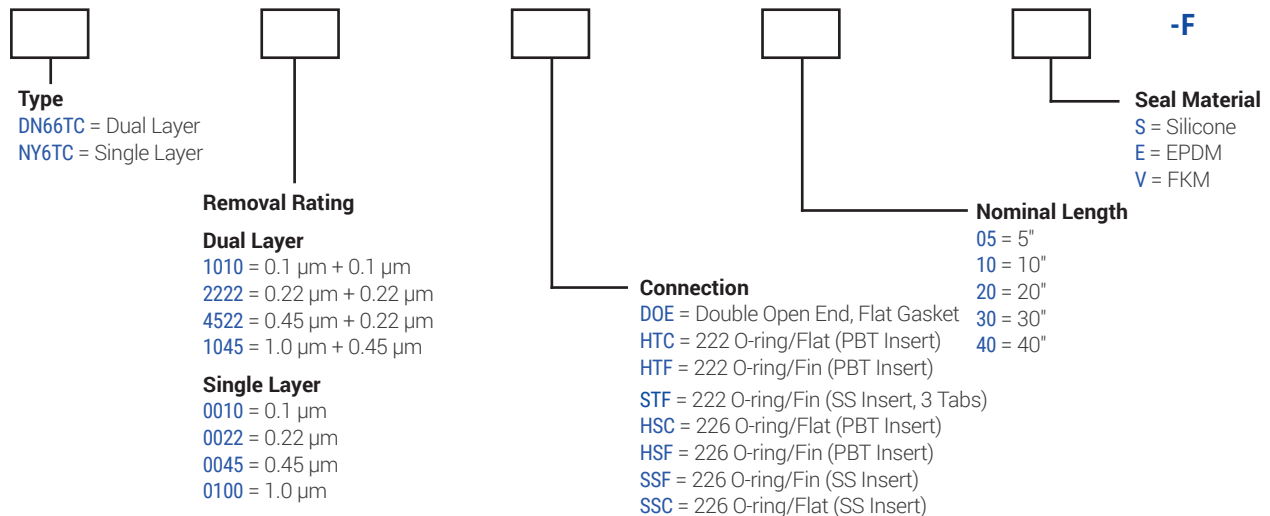 -F
Type
DN66TC = Dual Layer
NY6TC = Single Layer
Removal Rating
Dual Layer
1010 = 0.1 µm + 0.1 µm
2222 = 0.22 µm + 0.22 µm
4522 = 0.45 µm + 0.22 µm
1045 = 1.0 µm + 0.45 µm
Single Layer
0010 = 0.1 µm
0022 = 0.22 µm
0045 = 0.45 µm
0100 = 1.0 µm
Connection
DOE = Double Open End, Flat Gasket
HTC = 222 O-ring/Flat (PBT Insert)
HTF = 222 O-ring/Fin (PBT Insert)
STF = 222 O-ring/Fin (SS Insert, 3 Tabs)
HSC = 226 O-ring/Flat (PBT Insert)
HSF = 226 O-ring/Fin (PBT Insert)
SSF = 226 O-ring/Fin (SS Insert)
SSC = 226 O-ring/Flat (SS Insert)
Nominal Length
05 = 5"
10 = 10"
20 = 20"
30 = 30"
40 = 40"
Seal Material
S = Silicone
E = EPDM
V = FKM